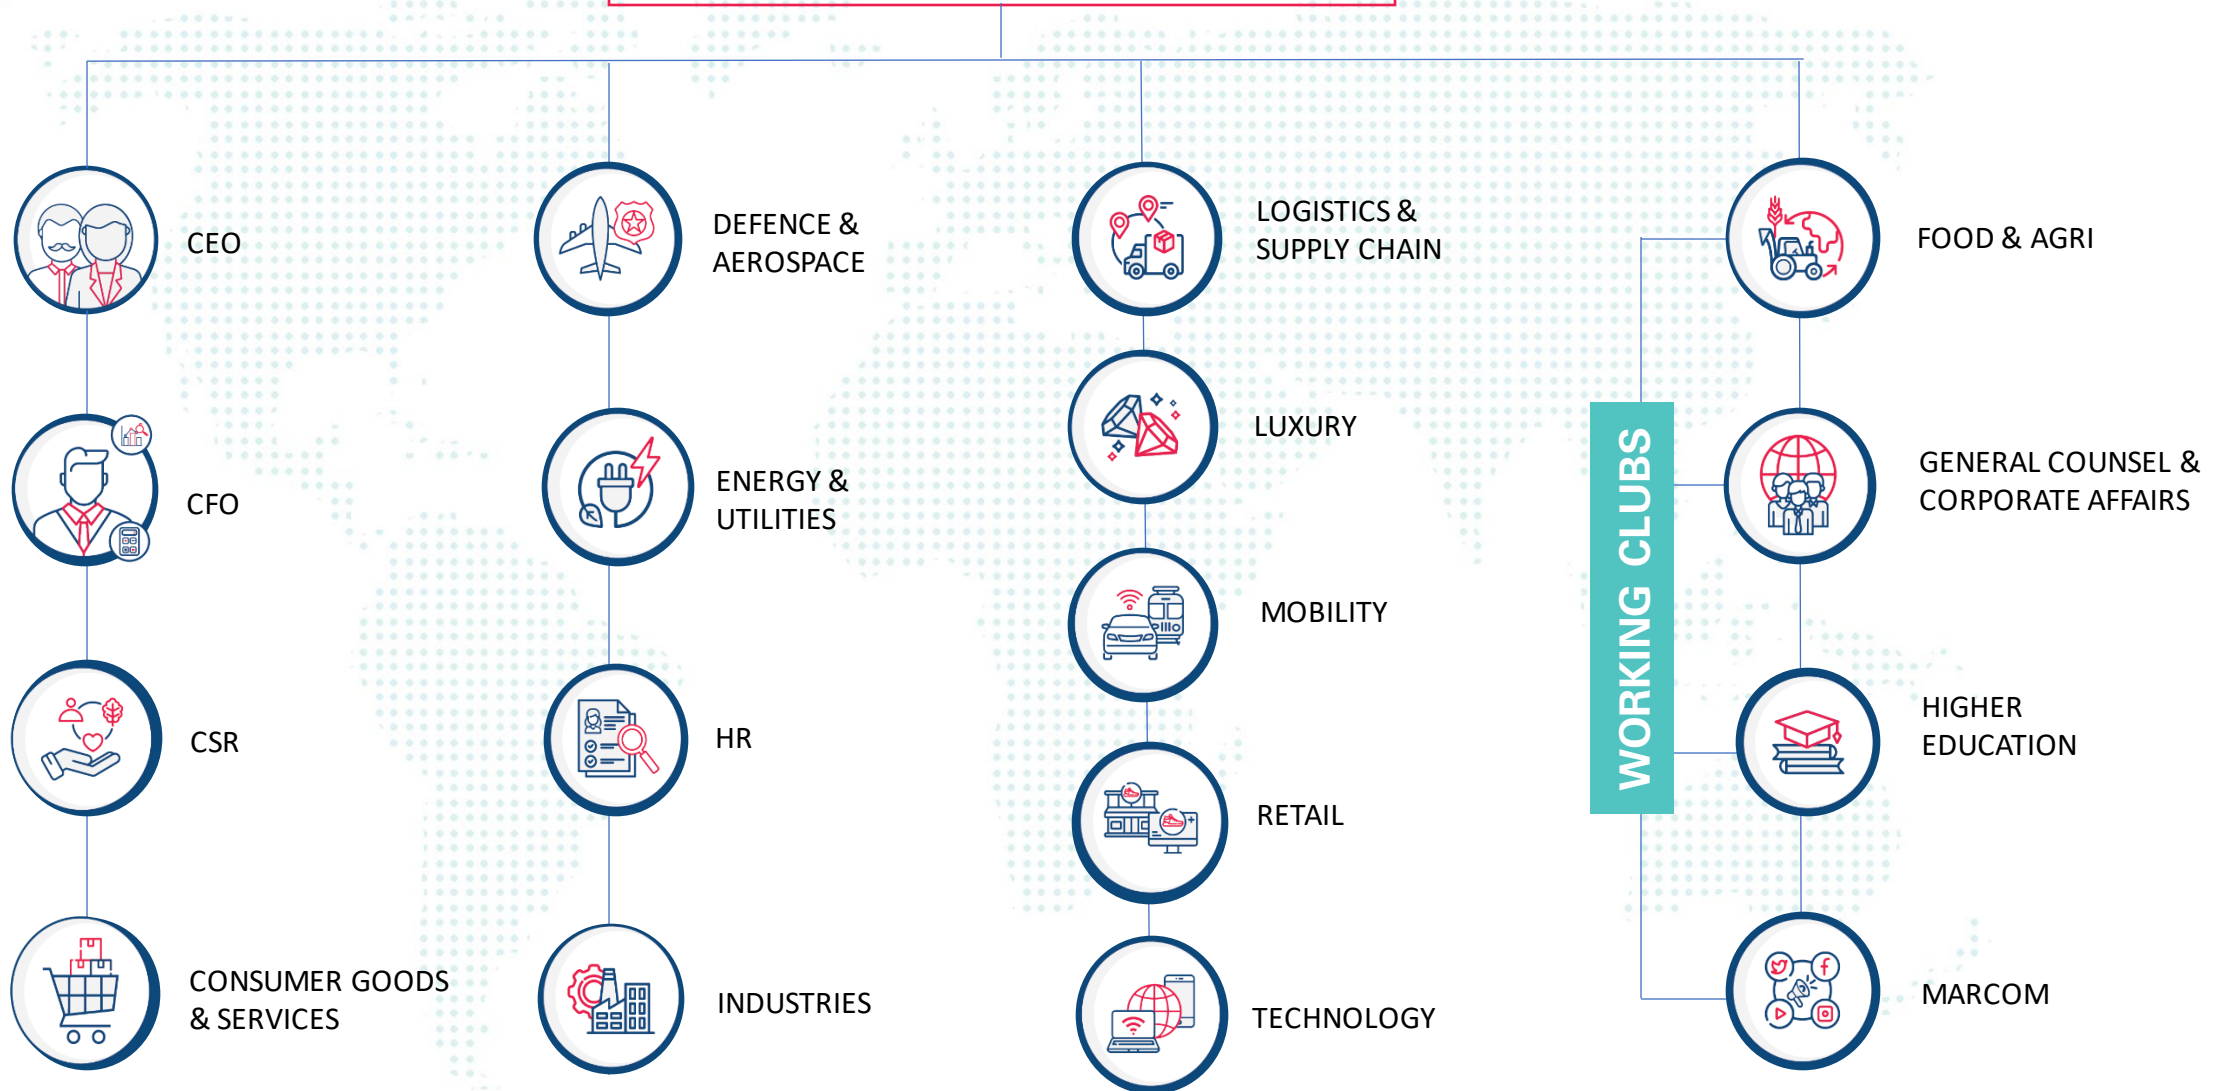 CEO
CFO
CSR
CONSUMER GOODS
& SERVICES
DEFENCE &
AEROSPACE
ENERGY &
UTILITIES
HR
INDUSTRIES
LOGISTICS &
SUPPLY CHAIN
LUXURY
MOBILITY
RETAIL
TECHNOLOGY
WORKING CLUBS
FOOD & AGRI
GENERAL COUNSEL &
CORPORATE AFFAIRS
HIGHER
EDUCATION
MARCOM